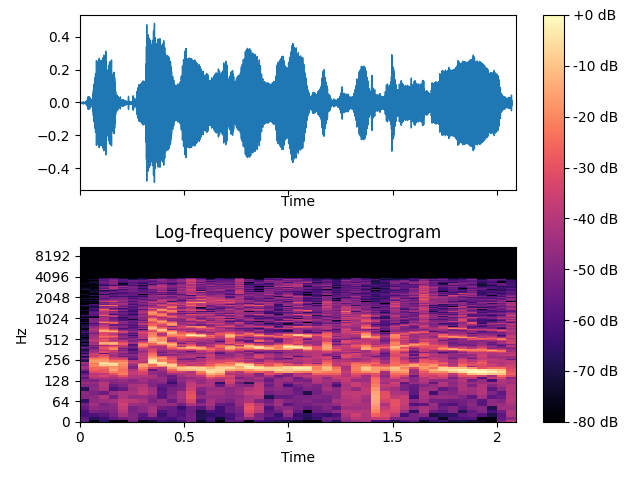 0.4
0.2
0.0
−0.2
−0.4
Time
Log-frequency power spectrogram
8192
4096
2048
1024
512
256
128
64
0
Hz
0
0.5
1
1.5
2
Time
+0 dB
-10 dB
-20 dB
-30 dB
-40 dB
-50 dB
-60 dB
-70 dB
-80 dB